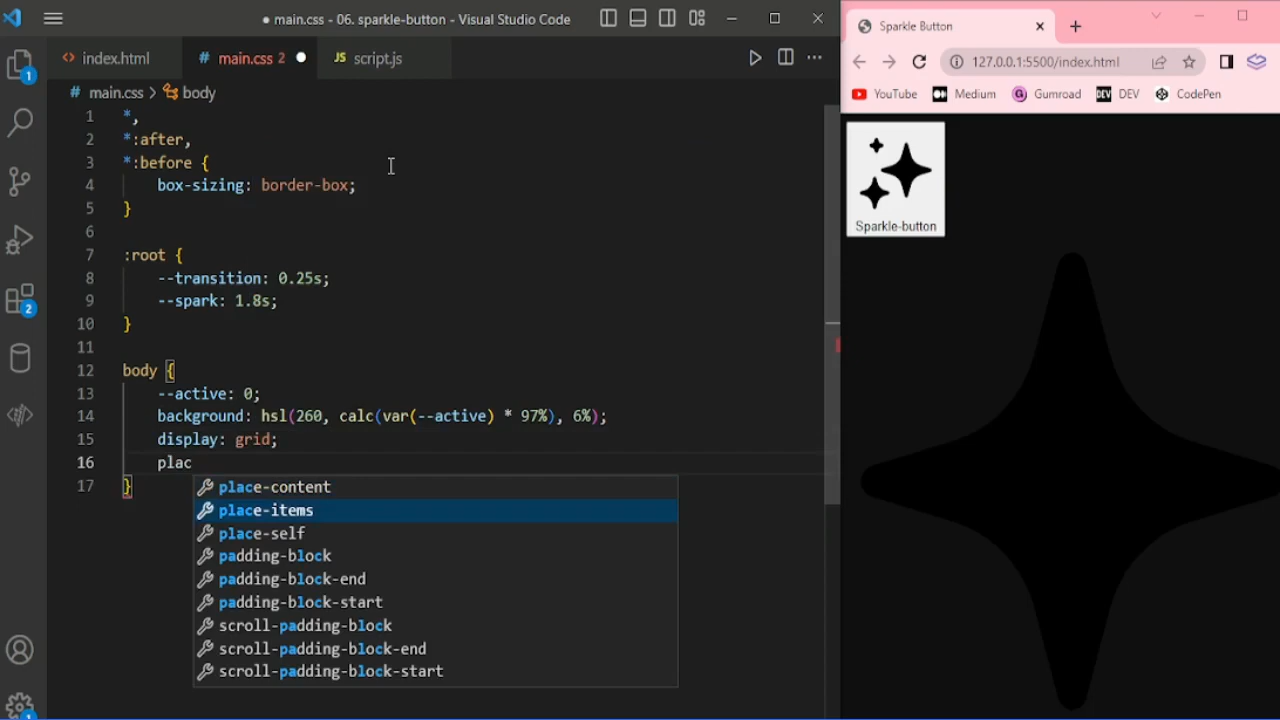 ● main.css - 06. sparkle-button - Visual Studio Code
index.html
# main.css 2
JS script.js
# main.css > body
1 *,
2 *:after,
3 *:before {
4 box-sizing: border-box;
5 }
6
7 :root {
8 --transition: 0.25s;
9 --spark: 1.8s;
10 }
11
12 body {
13 --active: 0;
14 background: hsl(260, calc(var(--active) * 97%), 6%);
15 display: grid;
16 plac
17 }
place-content
place-items
place-self
padding-block
padding-block-end
padding-block-start
scroll-padding-block
scroll-padding-block-end
scroll-padding-block-start
1
2
1
Sparkle Button
127.0.0.1:5500/index.html
YouTube
Medium
G Gumroad
DEV DEV
CodePen
Sparkle-button